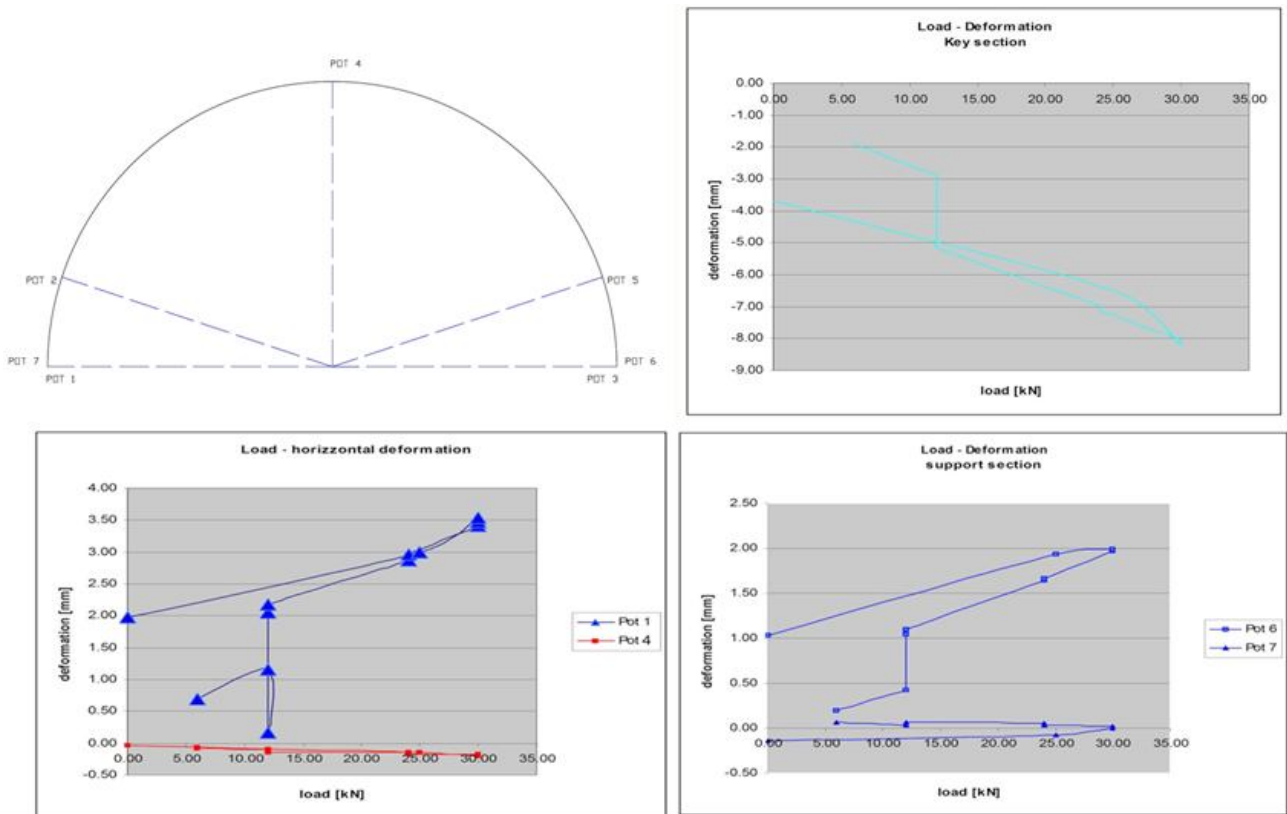 POT 4
POT 2
POT 5
POT 7
POT 6
POT 1
POT 3
Load - Deformation
Key section
0.00
0.00 5.00 10.00 15.00 20.00 25.00 30.00 35.00
-1.00
-2.00
-3.00
-4.00
-5.00
-6.00
-7.00
-8.00
-9.00
deformation [mm]
load [kN]
Load - horizzontal deformation
4.00
3.50
3.00
2.50
2.00
1.50
1.00
0.50
0.00
-0.50
0.00 5.00 10.00 15.00 20.00 25.00 30.00 35.00
deformation [mm]
load [kN]
Pot 1
Pot 4
Load - Deformation
support section
2.50
2.00
1.50
1.00
0.50
0.00
-0.50
0.00 5.00 10.00 15.00 20.00 25.00 30.00 35.00
deformation [mm]
load [kN]
Pot 6
Pot 7